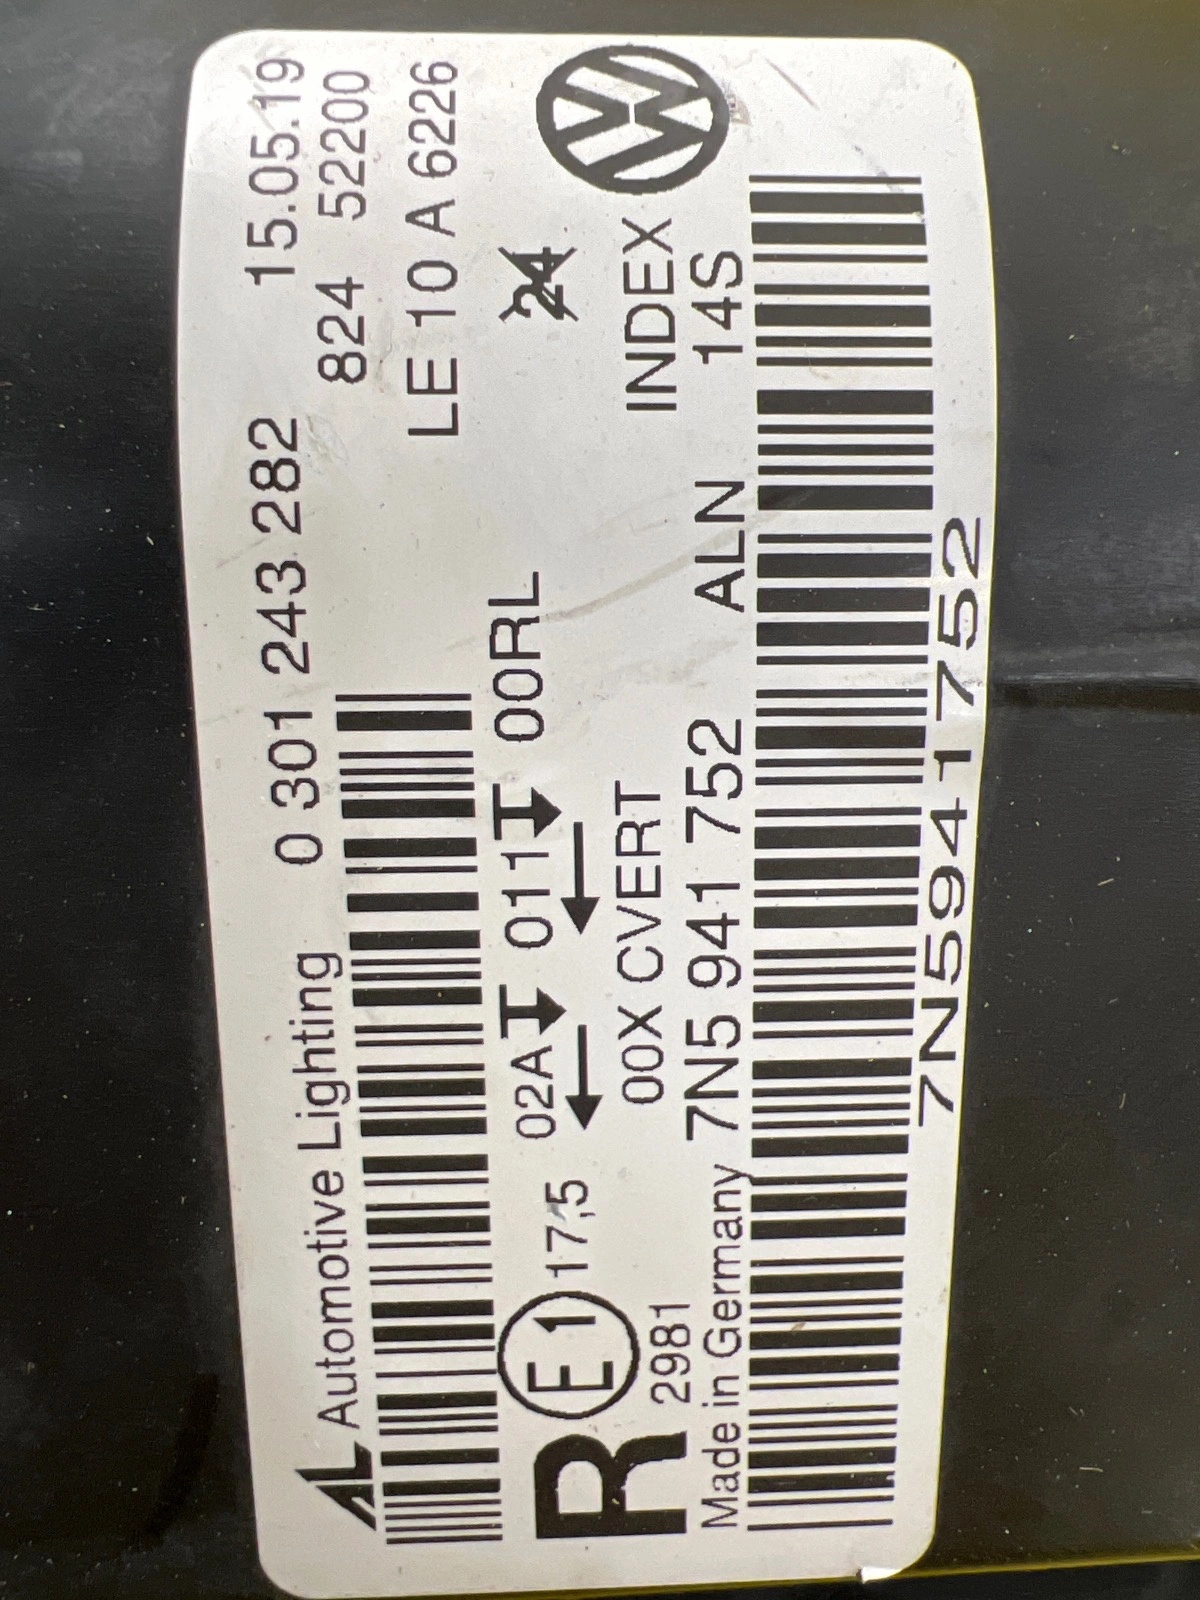 AL Automotive Lighting 0 301 243 282 15.05.19
824 52200
LE 10 A 6226
R E1 17,5 02A 011 00RL 24
2981 00X CVERT INDEX
Made in Germany 7N5 941 752 ALN 14S
7N5941752